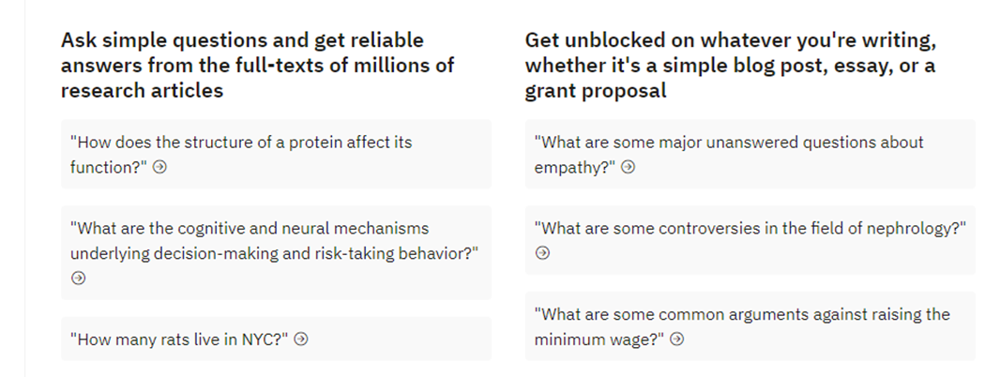 Ask simple questions and get reliable
answers from the full-texts of millions of
research articles
"How does the structure of a protein affect its
function?"
"What are the cognitive and neural mechanisms
underlying decision-making and risk-taking behavior?"
"How many rats live in NYC?"
Get unblocked on whatever you're writing,
whether it's a simple blog post, essay, or a
grant proposal
"What are some major unanswered questions about
empathy?"
"What are some controversies in the field of nephrology?"
"What are some common arguments against raising the
minimum wage?"